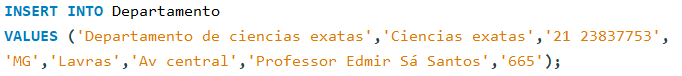 INSERT INTO Departamento
VALUES ('Departamento de ciencias exatas','Ciencias exatas','21 23837753',
'MG','Lavras','Av central','Professor Edmir Sá Santos','665');